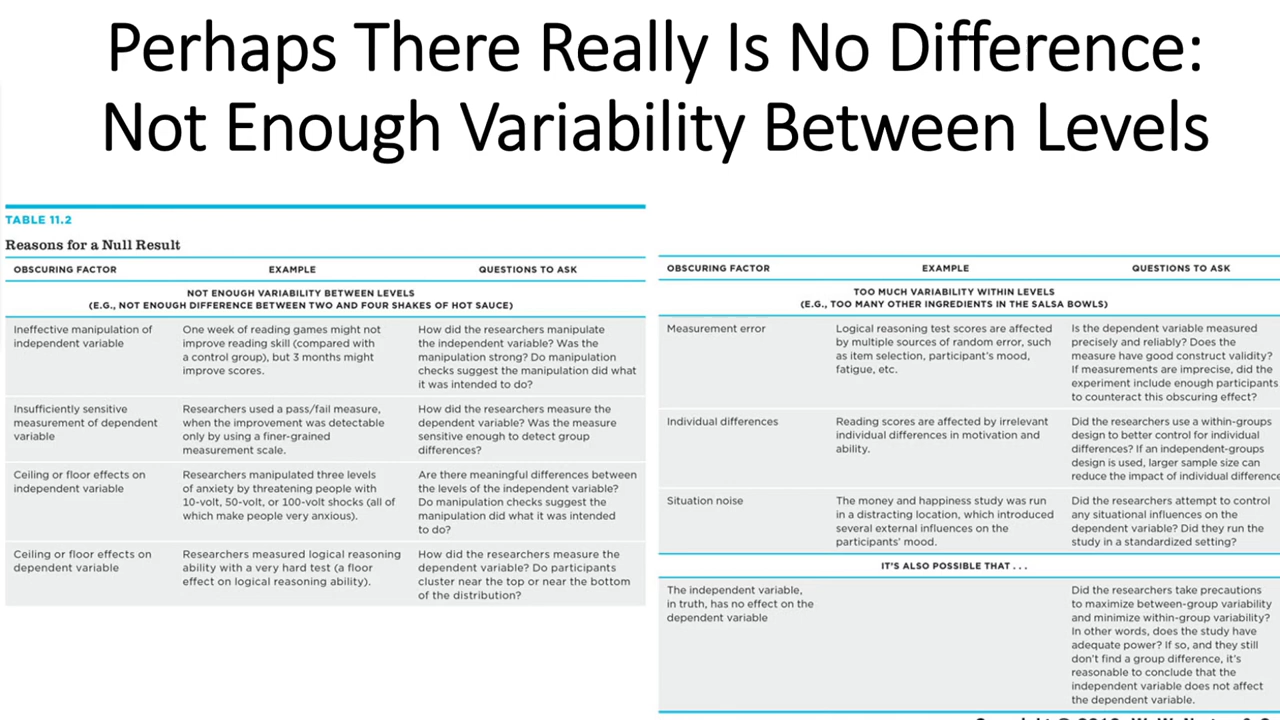 Perhaps There Really Is No Difference:
Not Enough Variability Between Levels
TABLE 11.2
Reasons for a Null Result
OBSCURING FACTOR EXAMPLE QUESTIONS TO ASK
NOT ENOUGH VARIABILITY BETWEEN LEVELS
(E.G., NOT ENOUGH DIFFERENCE BETWEEN TWO AND FOUR SHAKES OF HOT SAUCE)
Ineffective manipulation of
independent variable
One week of reading games might not
improve reading skill (compared with
a control group), but 3 months might
improve scores.
How did the researchers manipulate
the independent variable? Was the
manipulation strong? Do manipulation
checks suggest the manipulation did what
it was intended to do?
Insufficiently sensitive
measurement of dependent
variable
Researchers used a pass/fail measure,
when the improvement was detectable
only by using a finer-grained
measurement scale.
How did the researchers measure the
dependent variable? Was the measure
sensitive enough to detect group
differences?
Ceiling or floor effects on
independent variable
Researchers manipulated three levels
of anxiety by threatening people with
10-volt, 50-volt, or 100-volt shocks (all of
which make people very anxious).
Are there meaningful differences between
the levels of the independent variable?
Do manipulation checks suggest the
manipulation did what it was intended
to do?
Ceiling or floor effects on
dependent variable
Researchers measured logical reasoning
ability with a very hard test (a floor
effect on logical reasoning ability).
How did the researchers measure the
dependent variable? Do participants
cluster near the top or near the bottom
of the distribution?
OBSCURING FACTOR EXAMPLE QUESTIONS TO ASK
TOO MUCH VARIABILITY WITHIN LEVELS
(E.G., TOO MANY OTHER INGREDIENTS IN THE SALSA BOWLS)
Measurement error
Logical reasoning test scores are affected
by multiple sources of random error, such
as item selection, participant's mood,
fatigue, etc.
Is the dependent variable measured
precisely and reliably? Does the
measure have good construct validity?
If measurements are imprecise, did the
experiment include enough participants
to counteract this obscuring effect?
Individual differences
Reading scores are affected by irrelevant
individual differences in motivation and
ability.
Did the researchers use a within-groups
design to better control for individual
differences? If an independent-groups
design is used, larger sample size can
reduce the impact of individual difference
Situation noise
The money and happiness study was run
in a distracting location, which introduced
several external influences on the
participants' mood.
Did the researchers attempt to control
any situational influences on the
dependent variable? Did they run the
study in a standardized setting?
IT'S ALSO POSSIBLE THAT . . .
The independent variable,
in truth, has no effect on the
dependent variable
Did the researchers take precautions
to maximize between-group variability
and minimize within-group variability?
In other words, does the study have
adequate power? If so, and they still
don't find a group difference, it's
reasonable to conclude that the
independent variable does not affect
the dependent variable.